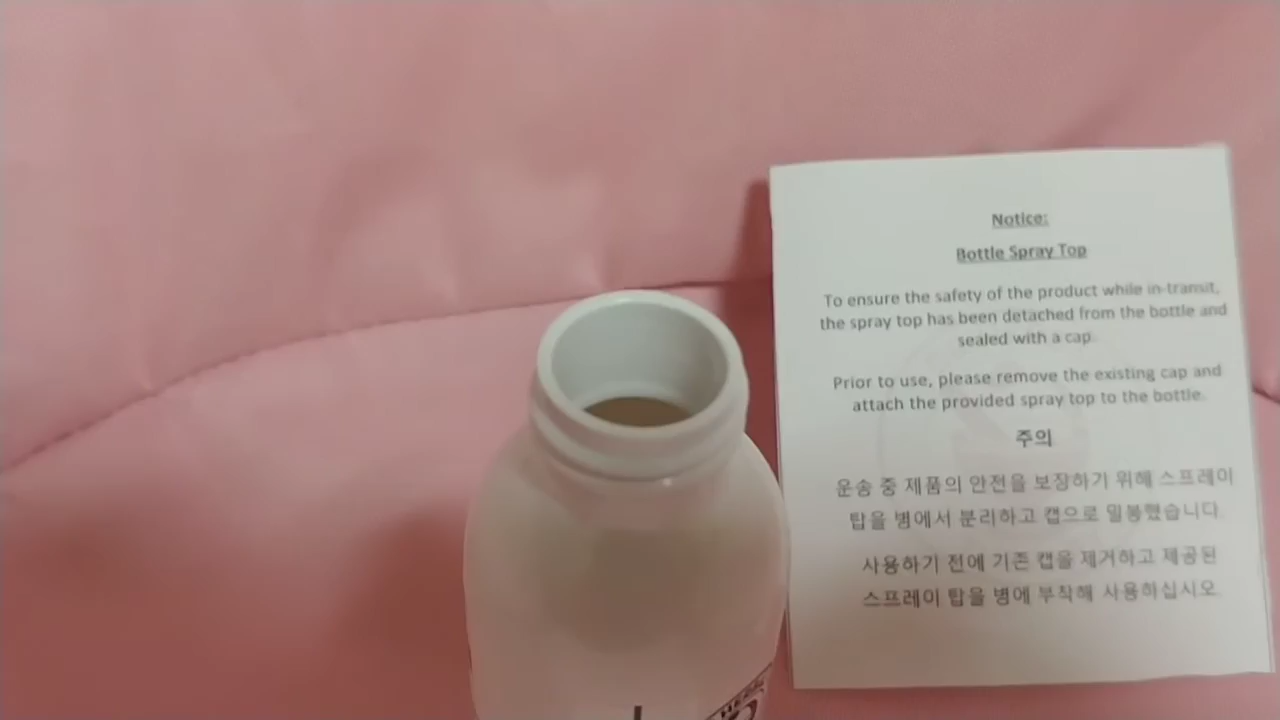 Notice:
Bottle Spray Top
To ensure the safety of the product while in-transit,
the spray top has been detached from the bottle and
sealed with a cap.
Prior to use, please remove the existing cap and
attach the provided spray top to the bottle.
주의
운송 중 제품의 안전을 보장하기 위해 스프레이
탑을 병에서 분리하고 캡으로 밀봉했습니다.
사용하기 전에 기존 캡을 제거하고 제공된
스프레이 탑을 병에 부착해 사용하십시오.